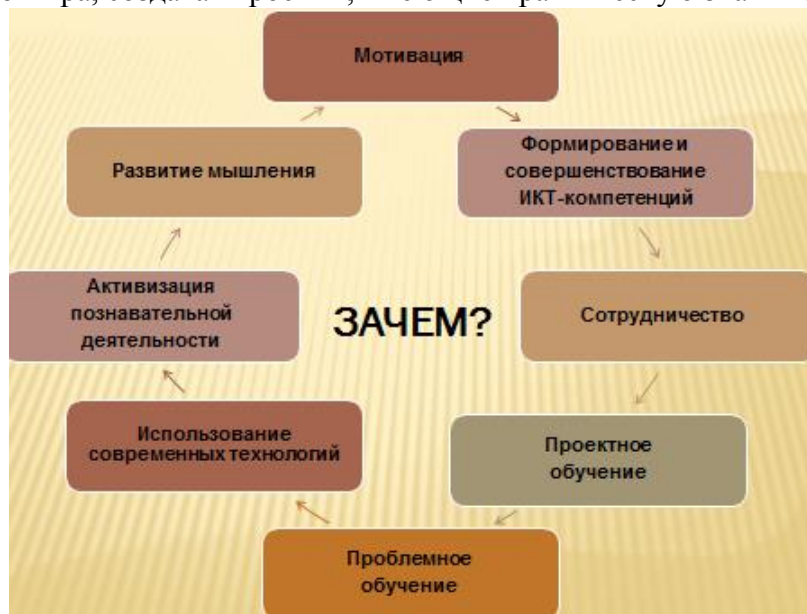 Мотивация
Формирование и
совершенствование
ИКТ-компетенций
Сотрудничество
Проектное
обучение
Проблемное
обучение
Использование
современных технологий
Активизация
познавательной
деятельности
Развитие мышления
ЗАЧЕМ?